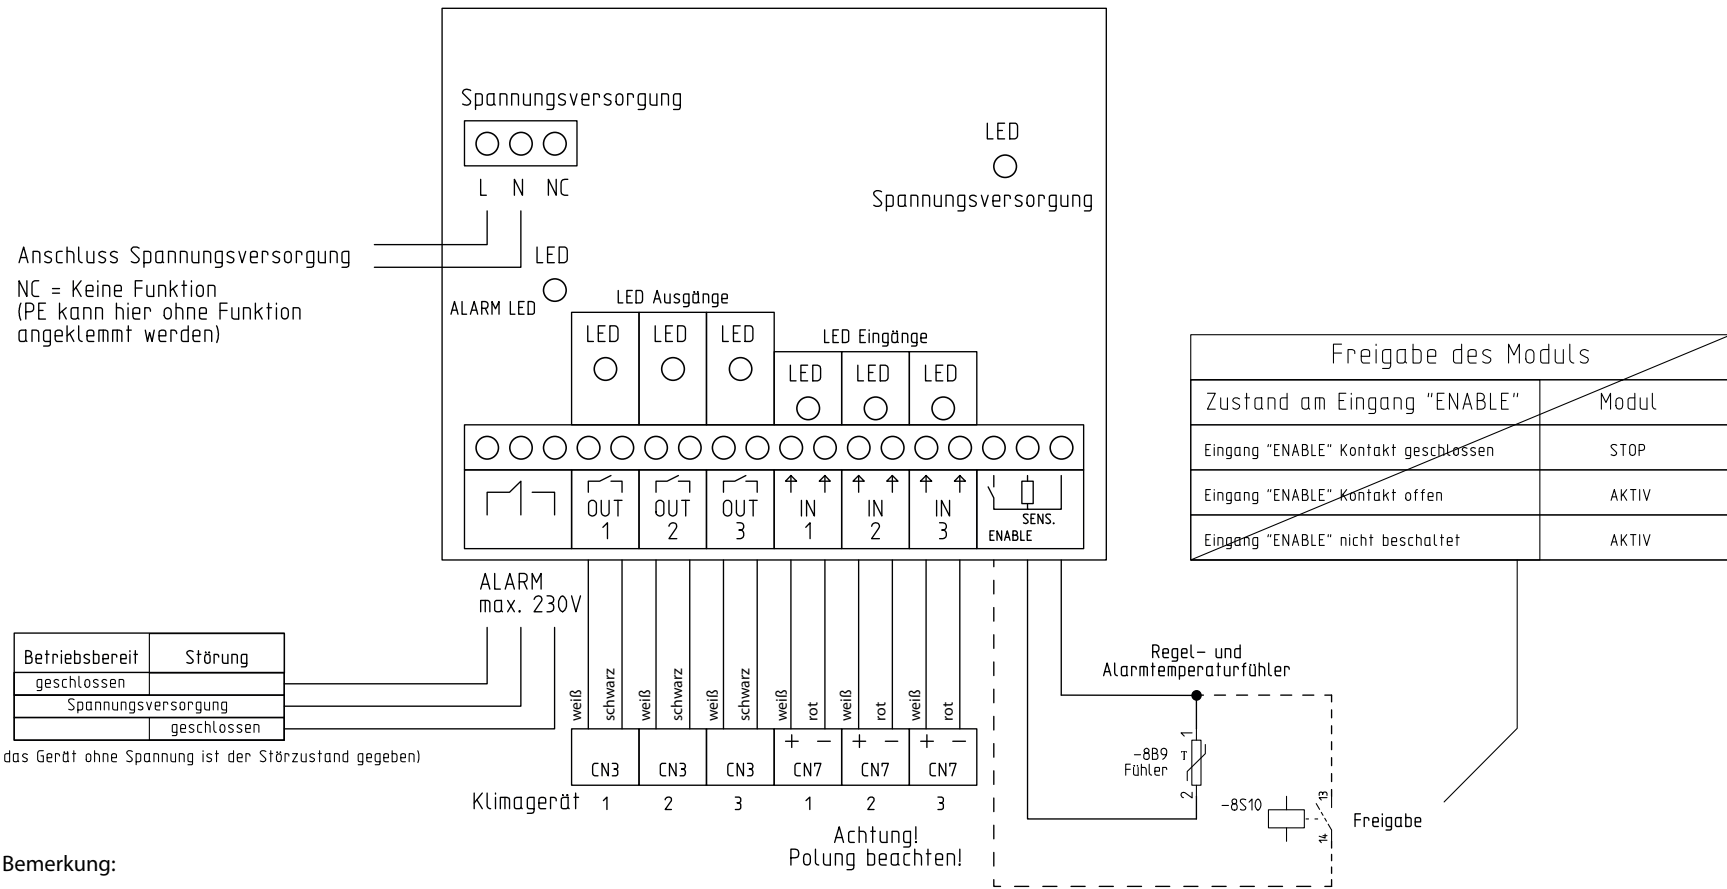 Spannungsversorgung
L N NC
LED
Spannungsversorgung
Anschluss Spannungsversorgung
NC = Keine Funktion
(PE kann hier ohne Funktion
angeklemmt werden)
LED
ALARM LED
LED Ausgänge
LED LED LED
LED Eingänge
LED LED LED
OUT 1
OUT 2
OUT 3
IN 1
IN 2
IN 3
SENS.
ENABLE
Freigabe des Moduls
Zustand am Eingang "ENABLE" Modul
Eingang "ENABLE" Kontakt geschlossen STOP
Eingang "ENABLE" Kontakt offen AKTIV
Eingang "ENABLE" nicht beschaltet AKTIV
ALARM
max. 230V
Betriebsbereit Störung
geschlossen
Spannungsversorgung
geschlossen
das Gerät ohne Spannung ist der Störzustand gegeben)
weiß schwarz weiß schwarz weiß schwarz weiß rot weiß rot weiß rot
+ − + − + −
CN3 CN3 CN3 CN7 CN7 CN7
Klimagerät 1 2 3 1 2 3
Achtung!
Polung beachten!
Regel- und
Alarmtemperaturfühler
1
-8B9
Fühler
T
2
-8S10
13
14
Freigabe
Bemerkung: